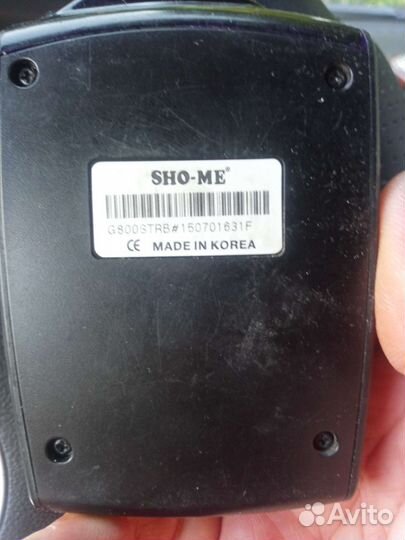 SHO-ME®
G800STRB#150701631F
CE MADE IN KOREA
Avito